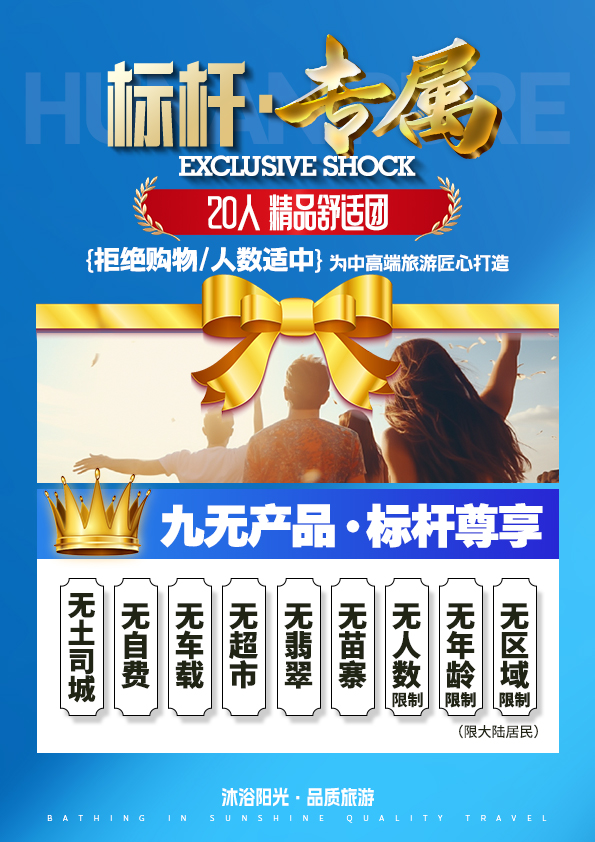 标杆·专属
EXCLUSIVE SHOCK
20人 精品舒适团
{拒绝购物/人数适中} 为中高端旅游匠心打造
九无产品·标杆尊享
无土司城
无自费
无车载
无超市
无翡翠
无苗寨
无人数限制
无年龄限制
无区域限制
（限大陆居民）
沐浴阳光·品质旅游
BATHING IN SUNSHINE QUALITY TRAVEL